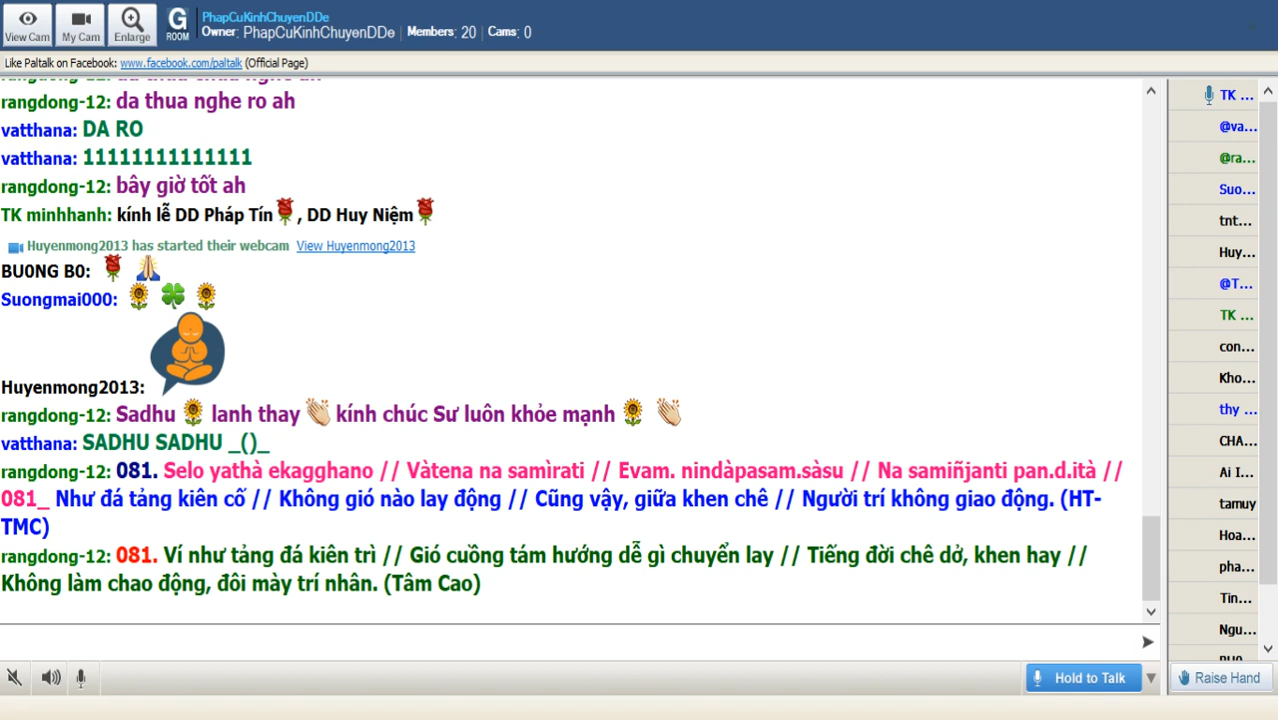 PhapCuKinhChuyenDDe
Owner: PhapCuKinhChuyenDDe Members: 20 Cams: 0
View Cam My Cam Enlarge G ROOM
Like Paltalk on Facebook: www.facebook.com/paltalk (Official Page)
rangdong-12: da thua nghe ro ah
vatthana: DA RO
vatthana: 11111111111111
rangdong-12: bây giờ tốt ah
TK minhhanh: kính lễ DD Pháp Tín , DD Huy Niệm
Huyenmong2013 has started their webcam View Huyenmong2013
BU0NG B0:
Suongmai000:
Huyenmong2013:
rangdong-12: Sadhu lanh thay kính chúc Sư luôn khỏe mạnh
vatthana: SADHU SADHU _()_
rangdong-12: 081. Selo yathà ekagghano // Vàtena na samìrati // Evam. nindàpasam.sàsu // Na samiñjanti pan.d.ità //
081_ Như đá tảng kiên cố // Không gió nào lay động // Cũng vậy, giữa khen chê // Người trí không giao động. (HT-
TMC)
rangdong-12: 081. Ví như tảng đá kiên trì // Gió cuồng tám hướng dễ gì chuyển lay // Tiếng đời chê dở, khen hay //
Không làm chao động, đôi mày trí nhân. (Tâm Cao)
TK ...
@va...
@ra...
Suo...
tnt...
Huy...
@T...
TK ...
con...
Kho...
thy ...
CHA...
Ai I...
tamuy
Hoa...
pha...
Tin...
Ngu...
Hold to Talk
Raise Hand